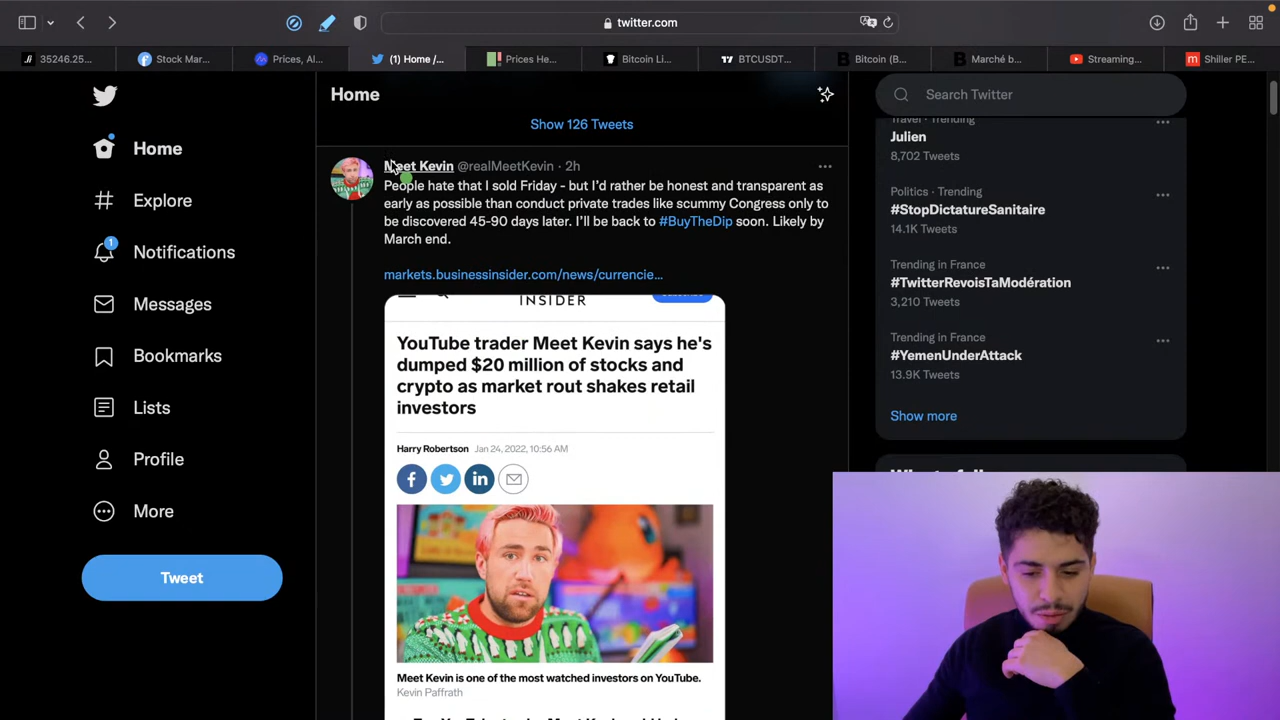 twitter.com
35246.25...
Stock Mar...
Prices, Al...
(1) Home /...
Prices He...
Bitcoin Li...
BTCUSDT...
Bitcoin (B...
Marché b...
Streaming...
Shiller PE...
Home
Explore
1
Notifications
Messages
Bookmarks
Lists
Profile
More
Tweet
Home
Show 126 Tweets
Meet Kevin @realMeetKevin · 2h
People hate that I sold Friday - but I'd rather be honest and transparent as
early as possible than conduct private trades like scummy Congress only to
be discovered 45-90 days later. I'll be back to #BuyTheDip soon. Likely by
March end.
markets.businessinsider.com/news/currencie...
INSIDER
YouTube trader Meet Kevin says he's
dumped $20 million of stocks and
crypto as market rout shakes retail
investors
Harry Robertson Jan 24, 2022, 10:56 AM
Meet Kevin is one of the most watched investors on YouTube.
Kevin Paffrath
Search Twitter
Travel · Trending
Julien
8,702 Tweets
Politics · Trending
#StopDictatureSanitaire
14.1K Tweets
Trending in France
#TwitterRevoisTaModération
3,210 Tweets
Trending in France
#YemenUnderAttack
13.9K Tweets
Show more